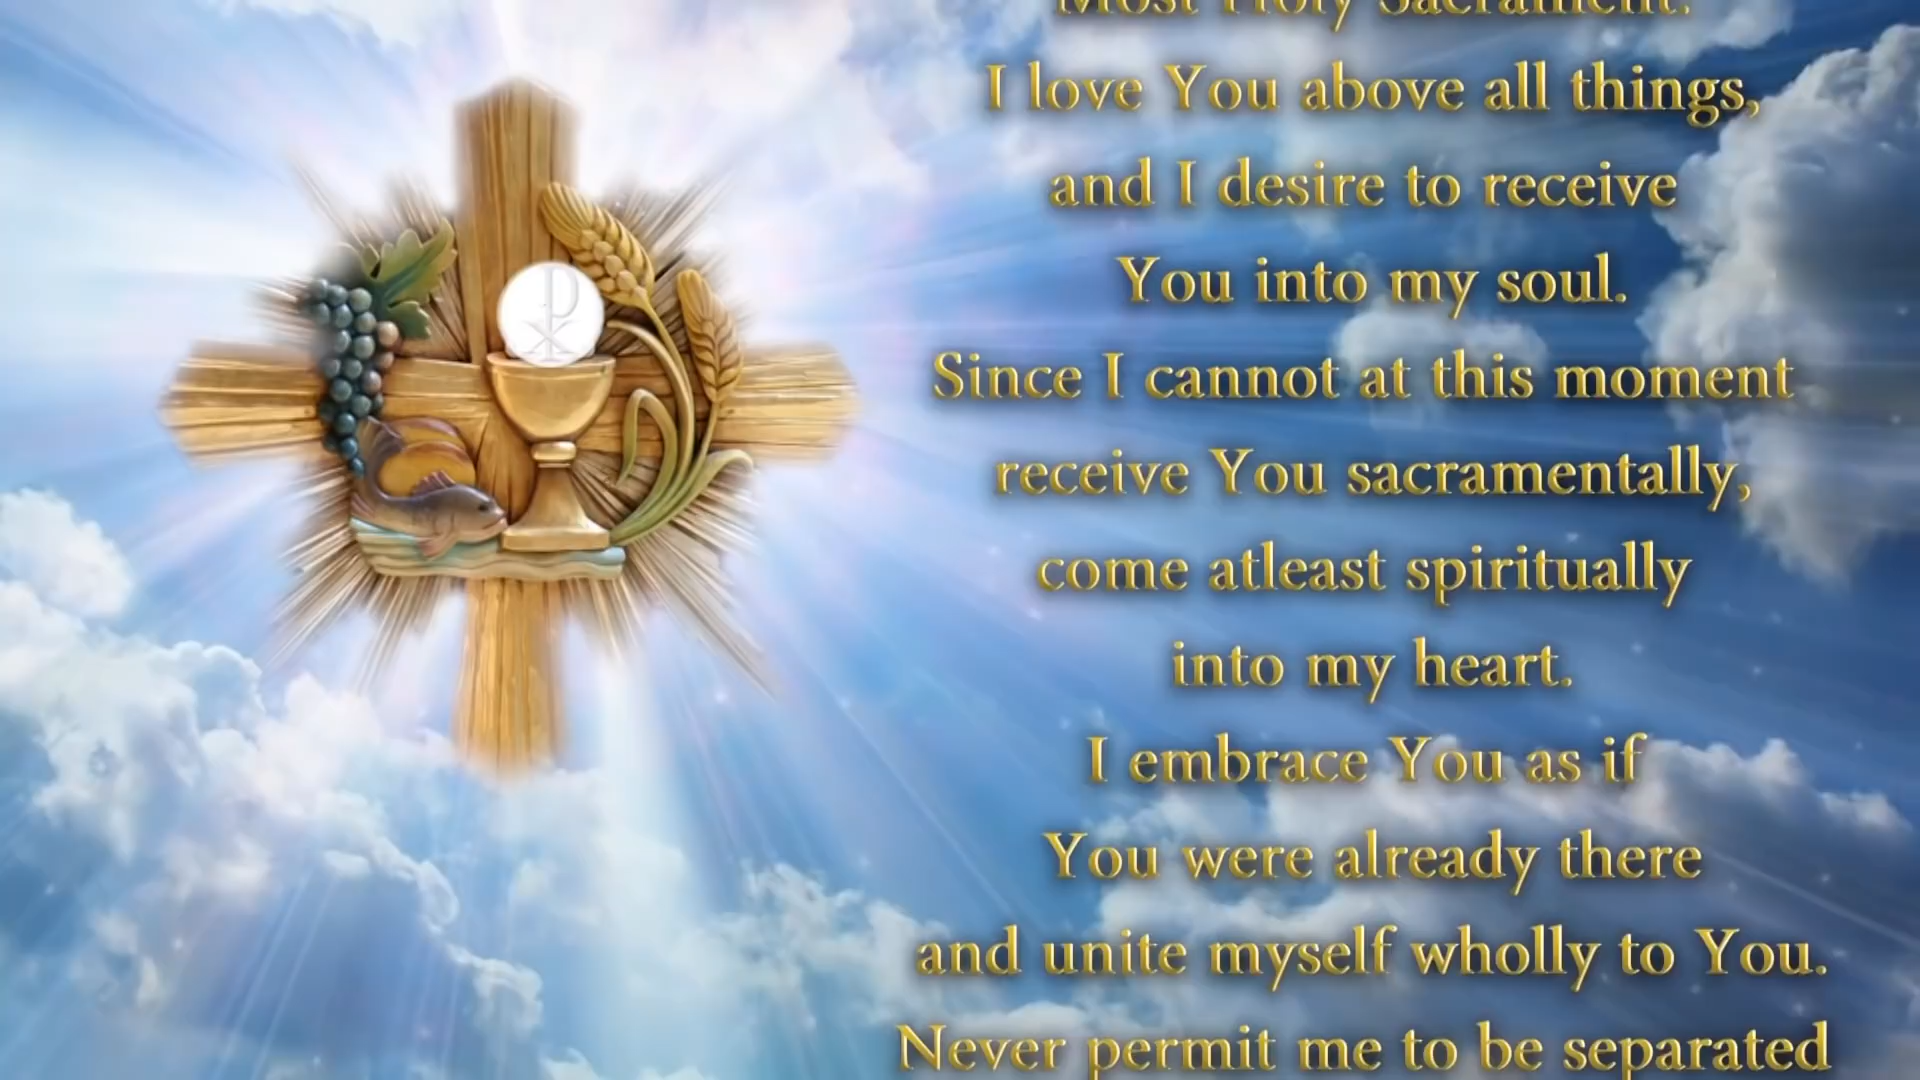 Most Holy Sacrament.
I love You above all things,
and I desire to receive
You into my soul.
Since I cannot at this moment
receive You sacramentally,
come atleast spiritually
into my heart.
I embrace You as if
You were already there
and unite myself wholly to You.
Never permit me to be separated